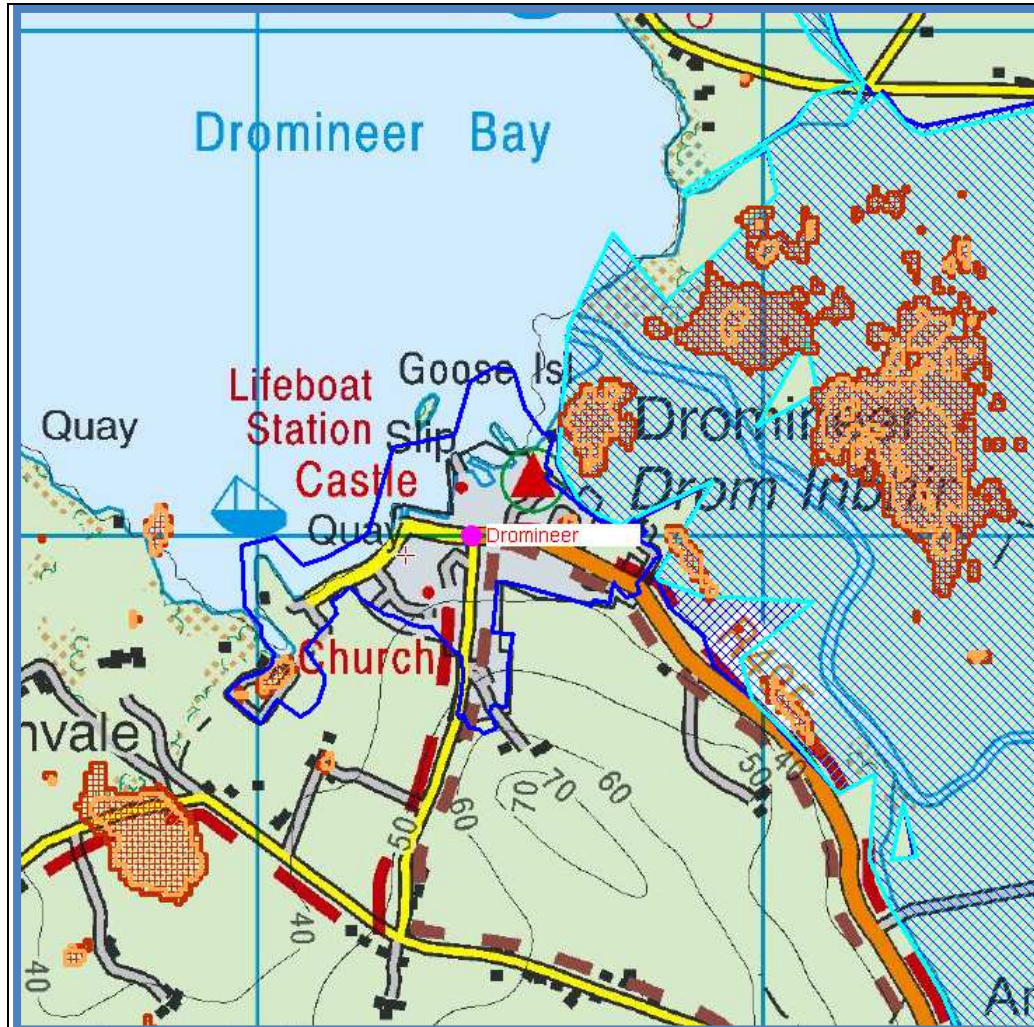 Dromineer Bay
Goose Isl
Lifeboat
Station
Slip
Quay
Castle
Dromineer
Quay
Dromineer
Church
nvale
50
40
60
70
70
60
50
40
40